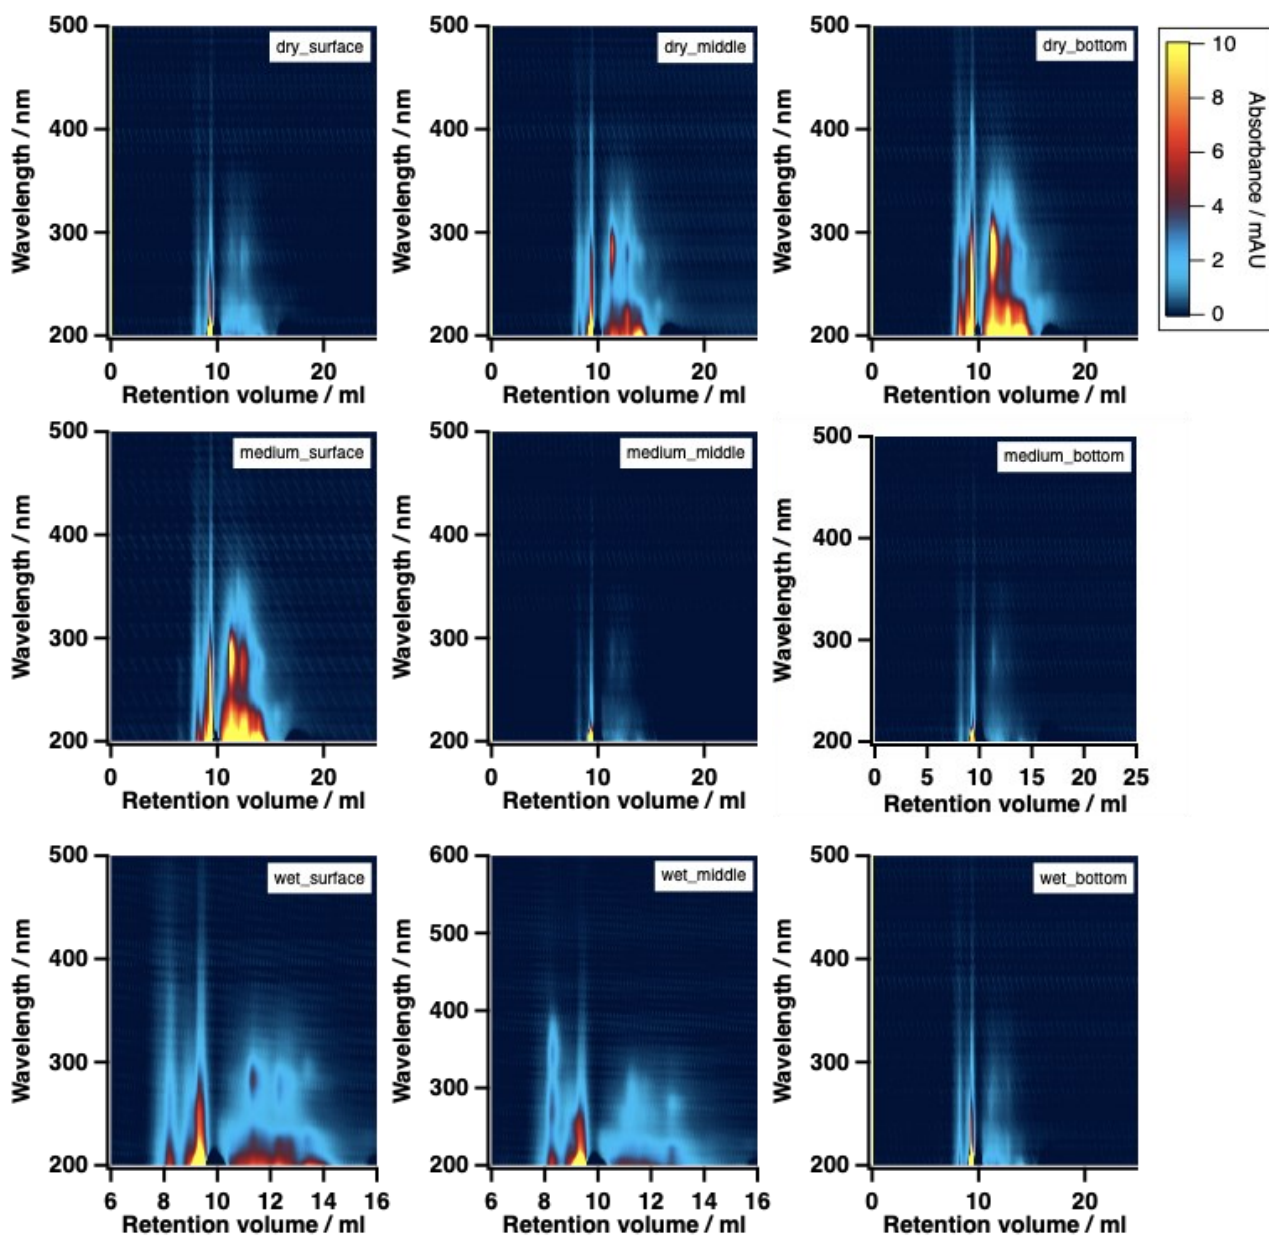 500
400
300
200
Wavelength / nm
dry_surface
0 10 20
Retention volume / ml
500
400
300
200
Wavelength / nm
dry_middle
0 10 20
Retention volume / ml
500
400
300
200
Wavelength / nm
dry_bottom
0 10 20
Retention volume / ml
10
8
6
4
2
0
Absorbance / mAU
500
400
300
200
Wavelength / nm
medium_surface
0 10 20
Retention volume / ml
500
400
300
200
Wavelength / nm
medium_middle
0 10 20
Retention volume / ml
500
400
300
200
Wavelength / nm
medium_bottom
0 5 10 15 20 25
Retention volume / ml
500
400
300
200
Wavelength / nm
wet_surface
6 8 10 12 14 16
Retention volume / ml
600
500
400
300
200
Wavelength / nm
wet_middle
6 8 10 12 14 16
Retention volume / ml
500
400
300
200
Wavelength / nm
wet_bottom
0 10 20
Retention volume / ml